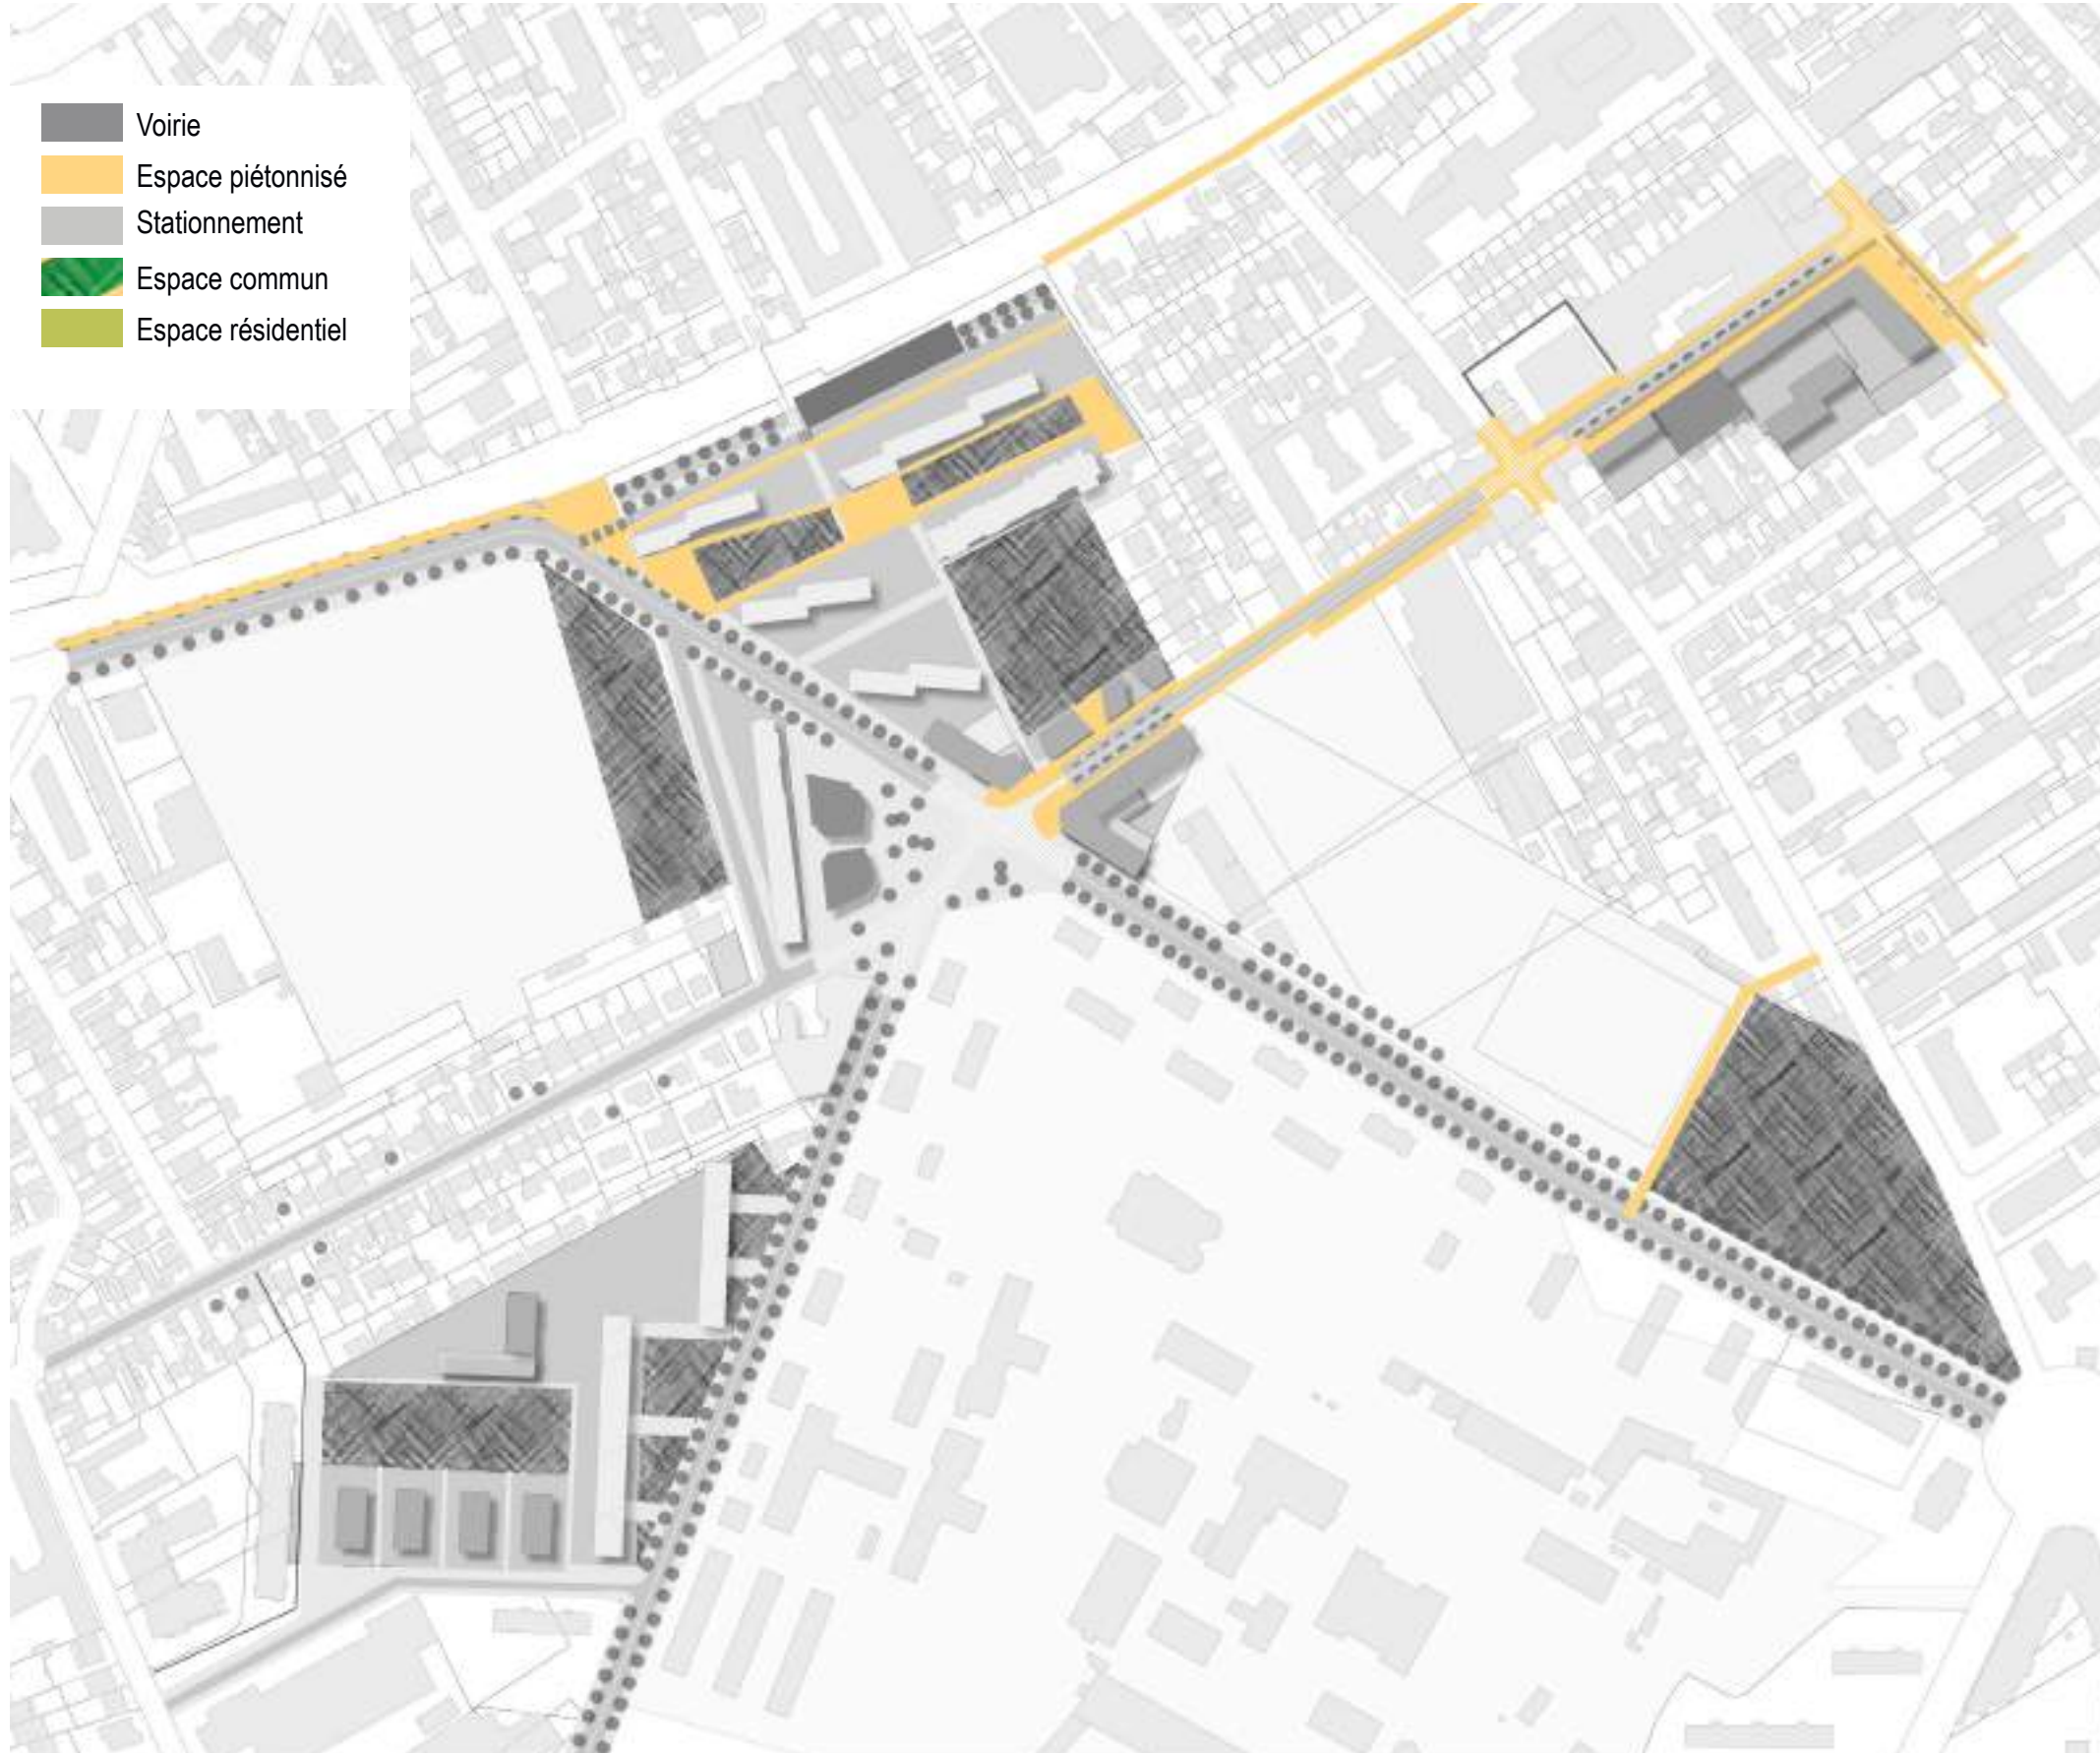 Voirie
Espace piétonnisé
Stationnement
Espace commun
Espace résidentiel